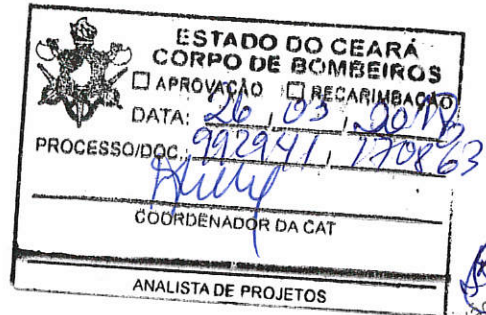 ESTADO DO CEARÁ
CORPO DE BOMBEIROS
☐ APROVAÇÃO ☐ RECARIMBAÇÃO
DATA: 26, 03,
PROCESSO/DOC.: 992941, 170863
COORDENADOR DA CAT
ANALISTA DE PROJETOS